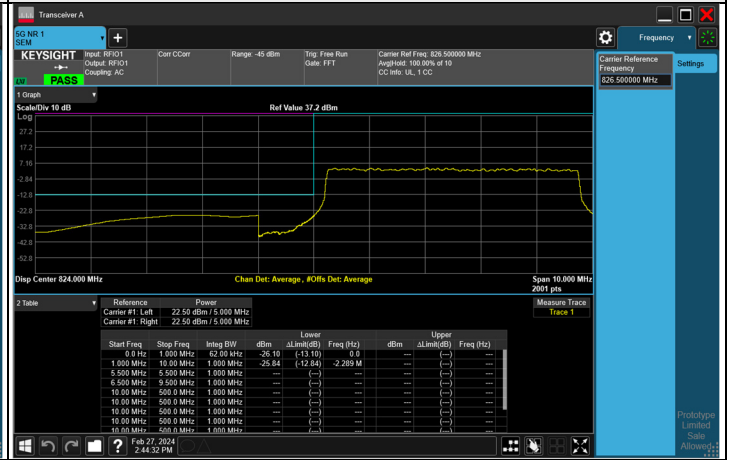 Transceiver A
5G NR 1
SEM
Frequency
KEYSIGHT
Input: RFIO1
Output: RFIO1
Coupling: AC
Corr CCorr
Range: -45 dBm
Trig: Free Run
Gate: FFT
Carrier Ref Freq: 826.500000 MHz
Avg|Hold: 100.00% of 10
CC Info: UL, 1 CC
LVI PASS
Carrier Reference
Frequency
826.500000 MHz
Settings
1 Graph
Scale/Div 10 dB
Ref Value 37.2 dBm
Log
27.2
17.2
7.16
-2.84
-12.8
-22.8
-32.8
-42.8
-52.8
Disp Center 824.000 MHz
Chan Det: Average , #Offs Det: Average
Span 10.000 MHz
2001 pts
2 Table
Reference Power
Carrier #1: Left 22.50 dBm / 5.000 MHz
Carrier #1: Right 22.50 dBm / 5.000 MHz
Measure Trace
Trace 1
Lower Upper
Start Freq Stop Freq Integ BW dBm ΔLimit(dB) Freq (Hz) dBm ΔLimit(dB) Freq (Hz)
0.0 Hz 1.000 MHz 62.00 kHz -26.10 (-13.10) 0.0 --- (---) ---
1.000 MHz 10.00 MHz 1.000 MHz -25.84 (-12.84) -2.289 M --- (---) ---
5.500 MHz 5.500 MHz 1.000 MHz --- (---) --- --- (---) ---
6.500 MHz 9.500 MHz 1.000 MHz --- (---) --- --- (---) ---
10.00 MHz 500.0 MHz 1.000 MHz --- (---) --- --- (---) ---
10.00 MHz 500.0 MHz 1.000 MHz --- (---) --- --- (---) ---
10.00 MHz 500.0 MHz 1.000 MHz --- (---) --- --- (---) ---
10.00 MHz 500.0 MHz 1.000 MHz --- (---) --- --- (---) ---
10.00 MHz 500.0 MHz 1.000 MHz --- (---) --- --- (---) ---
Feb 27, 2024
2:44:32 PM
Prototype
Limited
Sale
Allowed